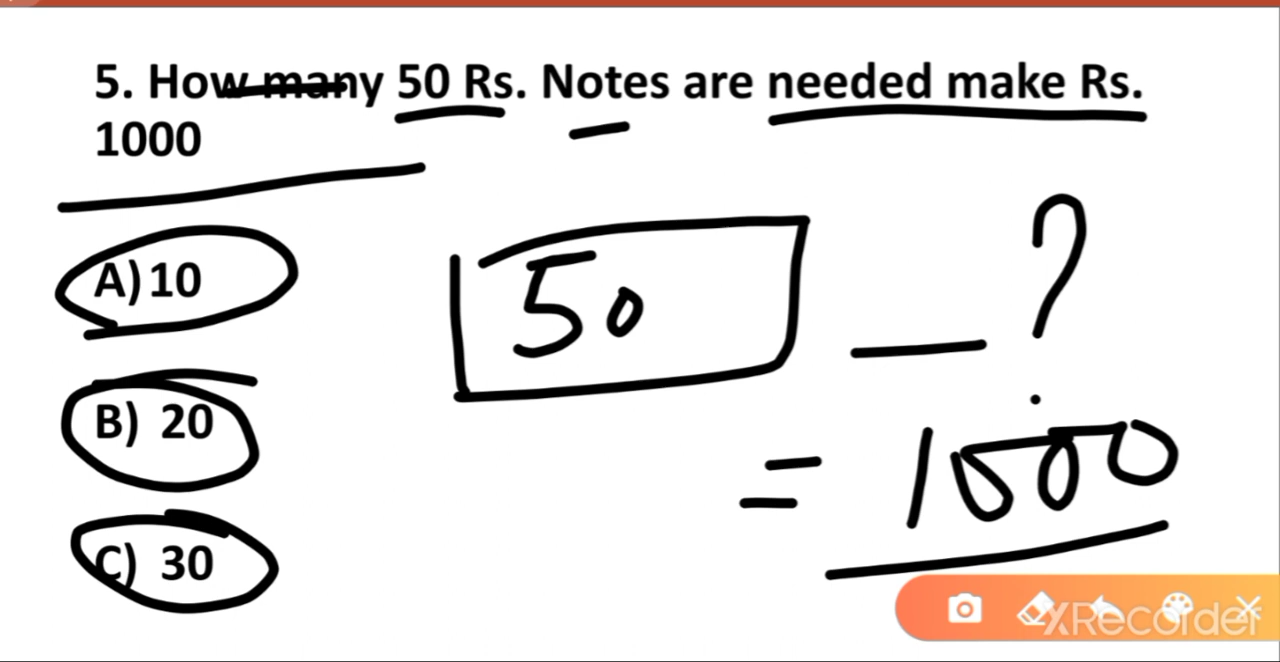 5. How many 50 Rs. Notes are needed make Rs.
1000
A) 10
B) 20
C) 30
50
?
= 1000
XRecorder